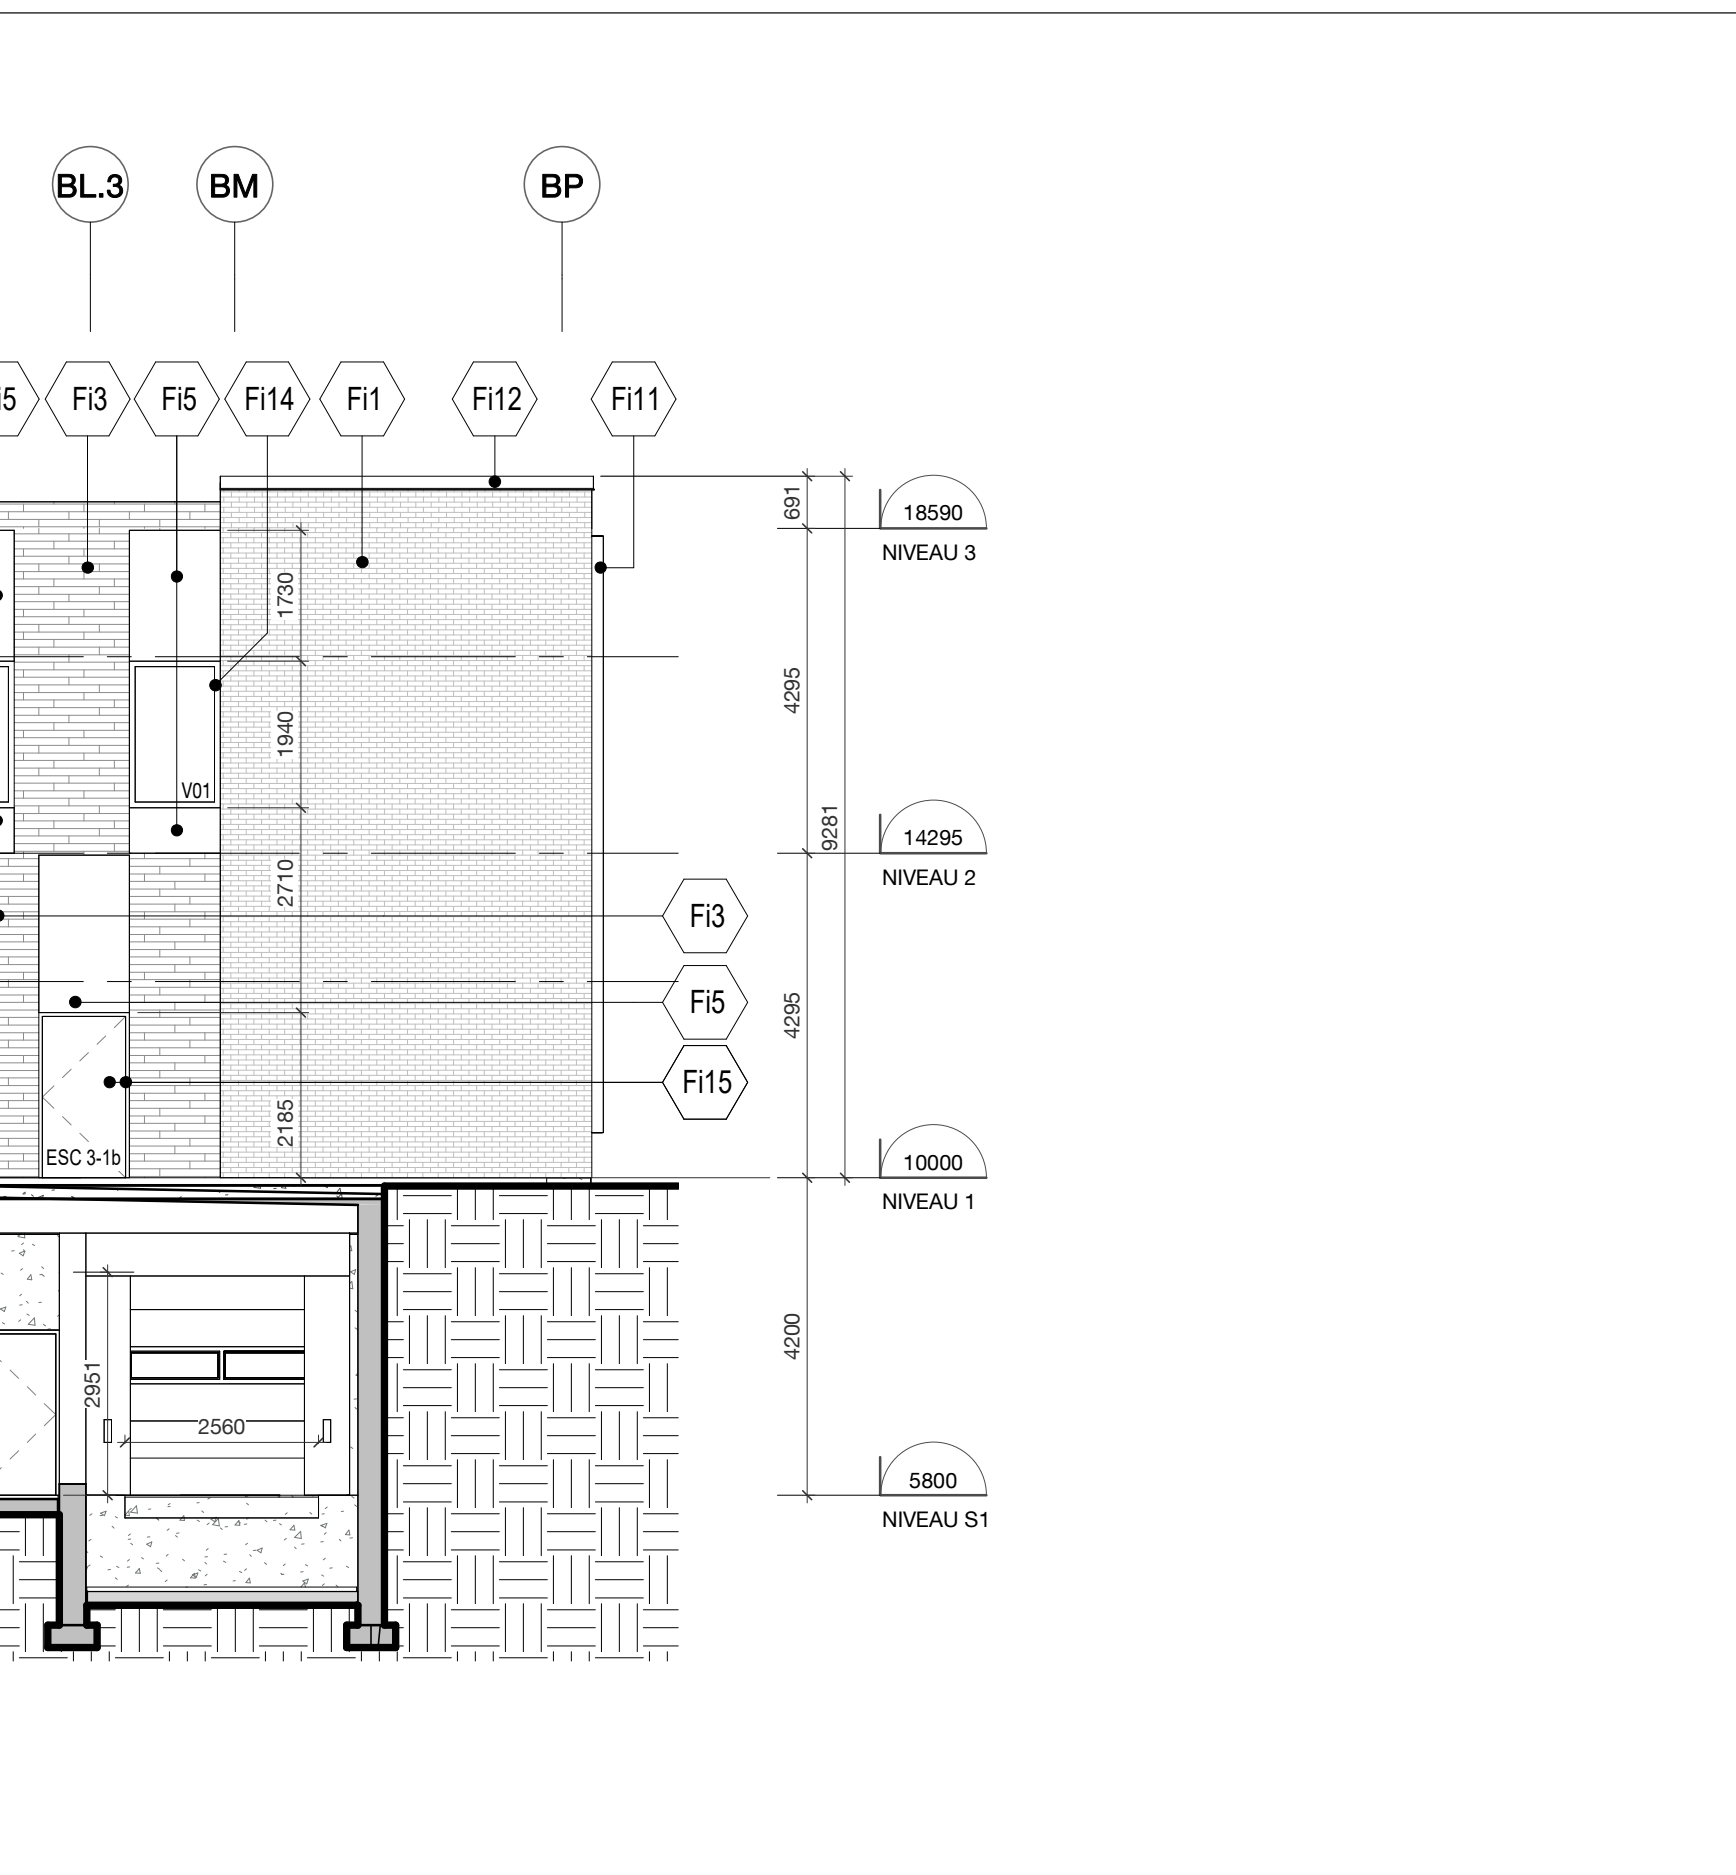 BL.3 BM BP
i5 Fi3 Fi5 Fi14 Fi1 Fi12 Fi11
691
18590
NIVEAU 3
1730
4295
1940
V01
9281
14295
NIVEAU 2
2710
Fi3
Fi5
4295
Fi15
2185
ESC 3-1b
10000
NIVEAU 1
4200
2951
2560
5800
NIVEAU S1